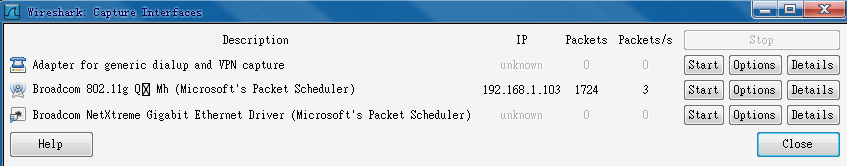 Wireshark: Capture Interfaces
Description IP Packets Packets/s Stop
Adapter for generic dialup and VPN capture unknown 0 0 Start Options Details
Broadcom 802.11g Q Mh (Microsoft's Packet Scheduler) 192.168.1.103 1724 3 Start Options Details
Broadcom NetXtreme Gigabit Ethernet Driver (Microsoft's Packet Scheduler) unknown 0 0 Start Options Details
Help Close